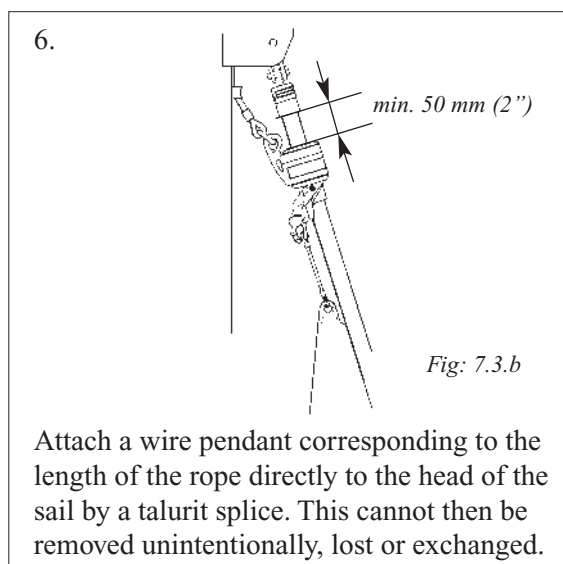 6.
min. 50 mm (2”)
Fig: 7.3.b
Attach a wire pendant corresponding to the
length of the rope directly to the head of the
sail by a talurit splice. This cannot then be
removed unintentionally, lost or exchanged.